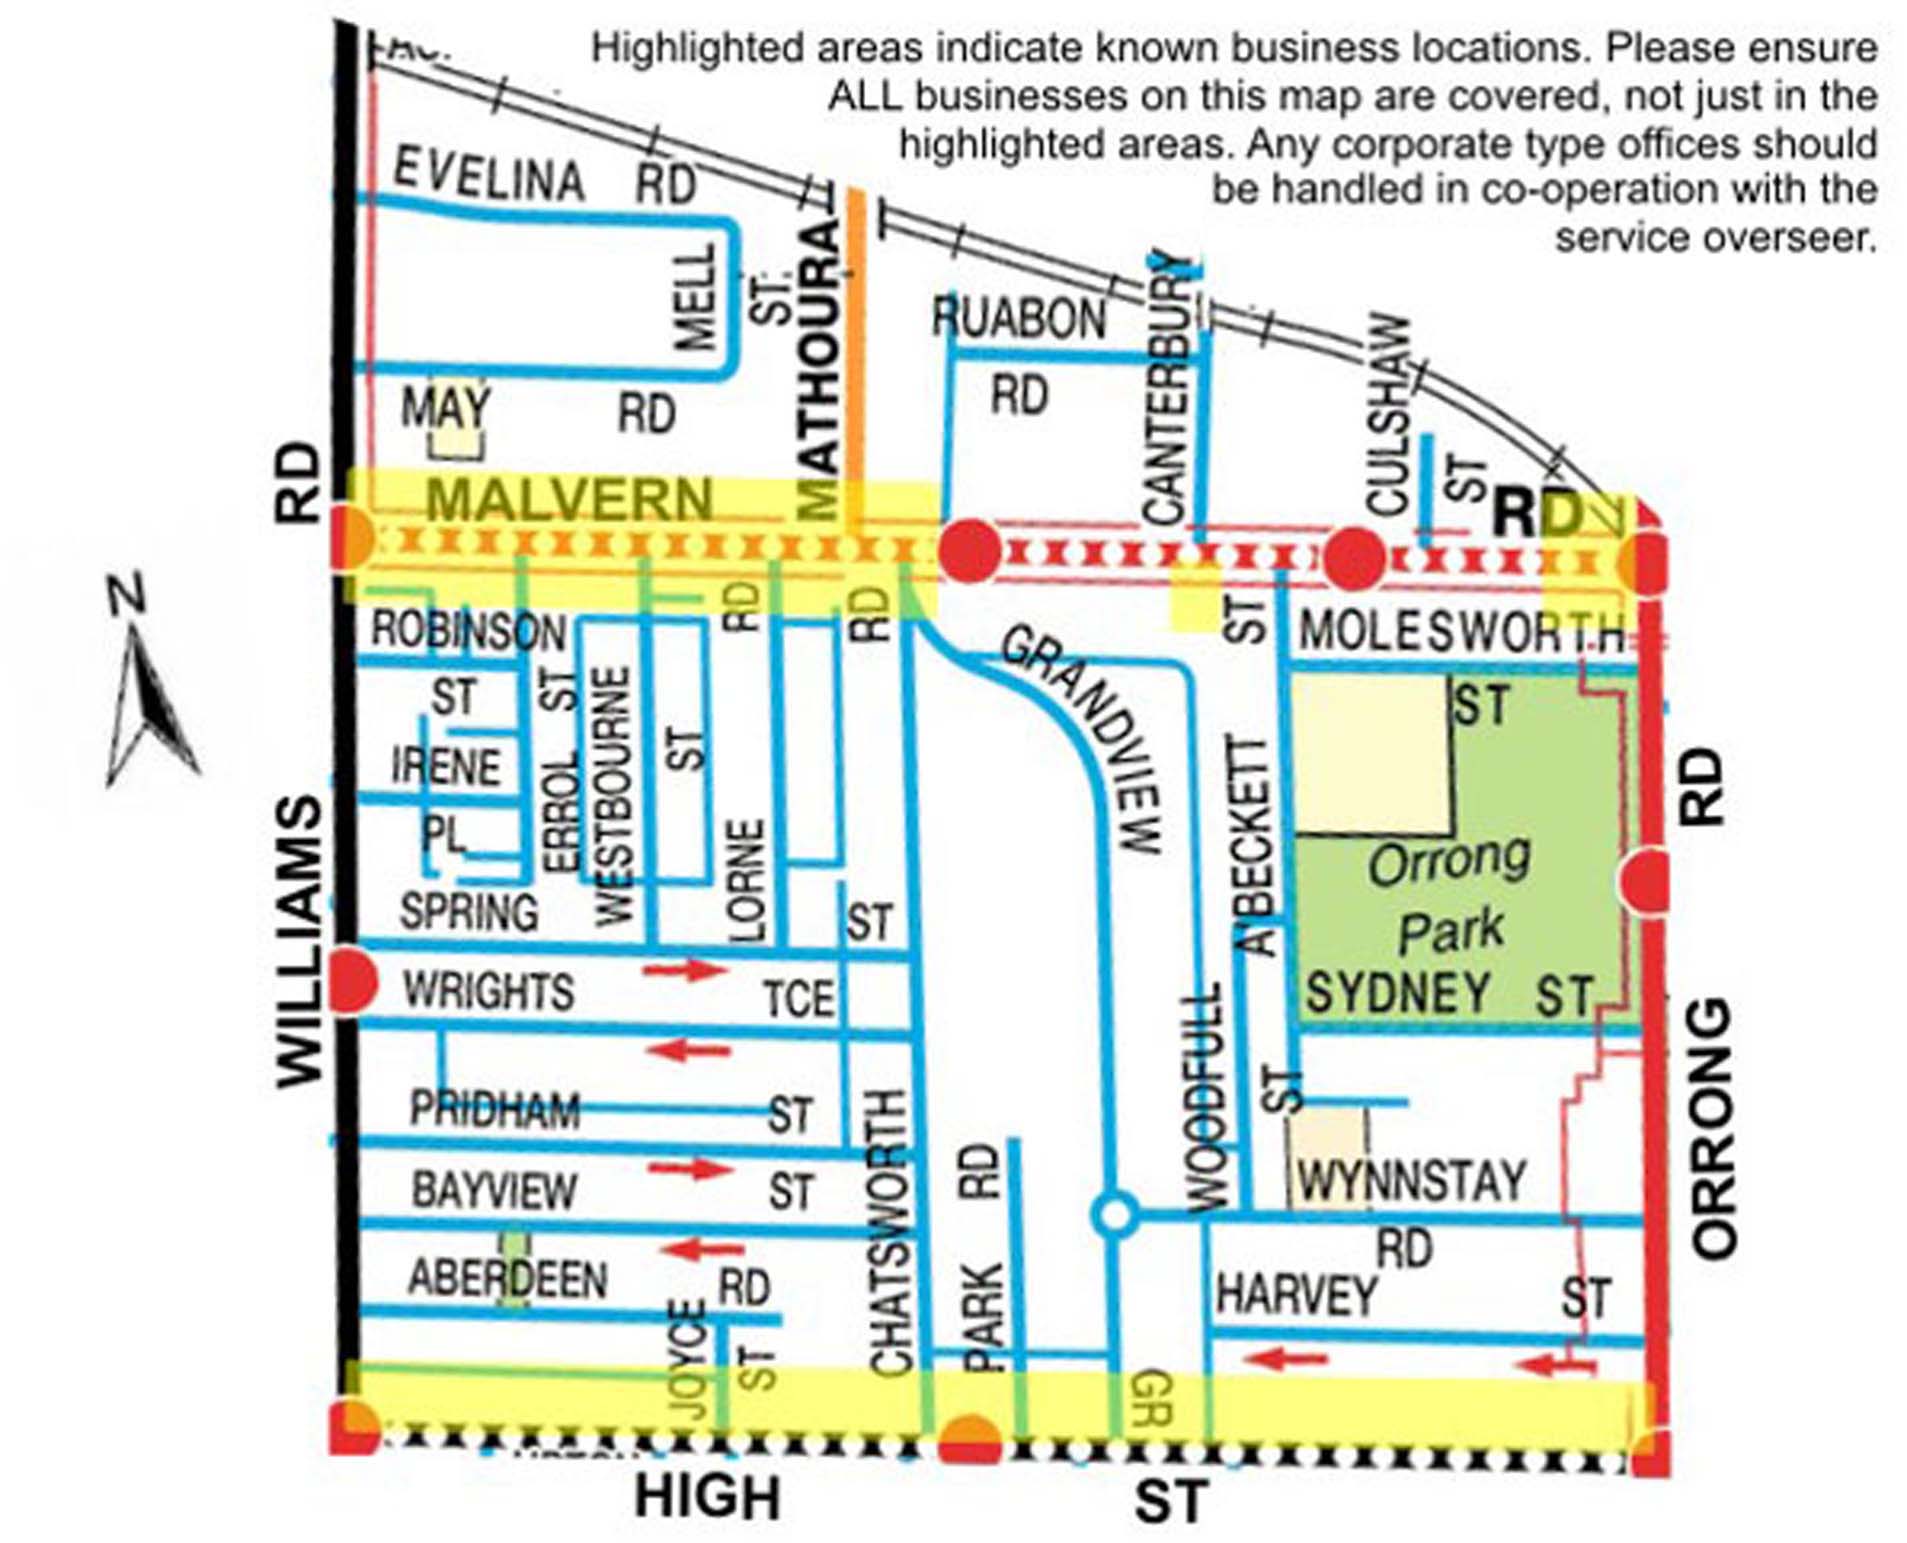 Highlighted areas indicate known business locations. Please ensure
ALL businesses on this map are covered, not just in the
highlighted areas. Any corporate type offices should
be handled in co-operation with the
service overseer.
EVELINA RD
MELL
ST
MATHOURA
RUABON
RD
CANTERBURY
CULSHAW
ST
MAY RD
RD
MALVERN
RD
N
ROBINSON
ST
RD
RD
ST
MOLESWORTH
ST
GRANDVIEW
ERROL ST
WESTBOURNE
ST
IRENE
PL
LORNE
A'BECKETT
ST
Orrong
Park
RD
SPRING ST
WILLIAMS
WRIGHTS TCE
SYDNEY ST
WOODFULL
ORRONG
PRIDHAM ST
CHATSWORTH
PARK RD
BAYVIEW ST
WYNNSTAY
RD
ABERDEEN RD
HARVEY ST
JOYCE
ST
GR
HIGH ST